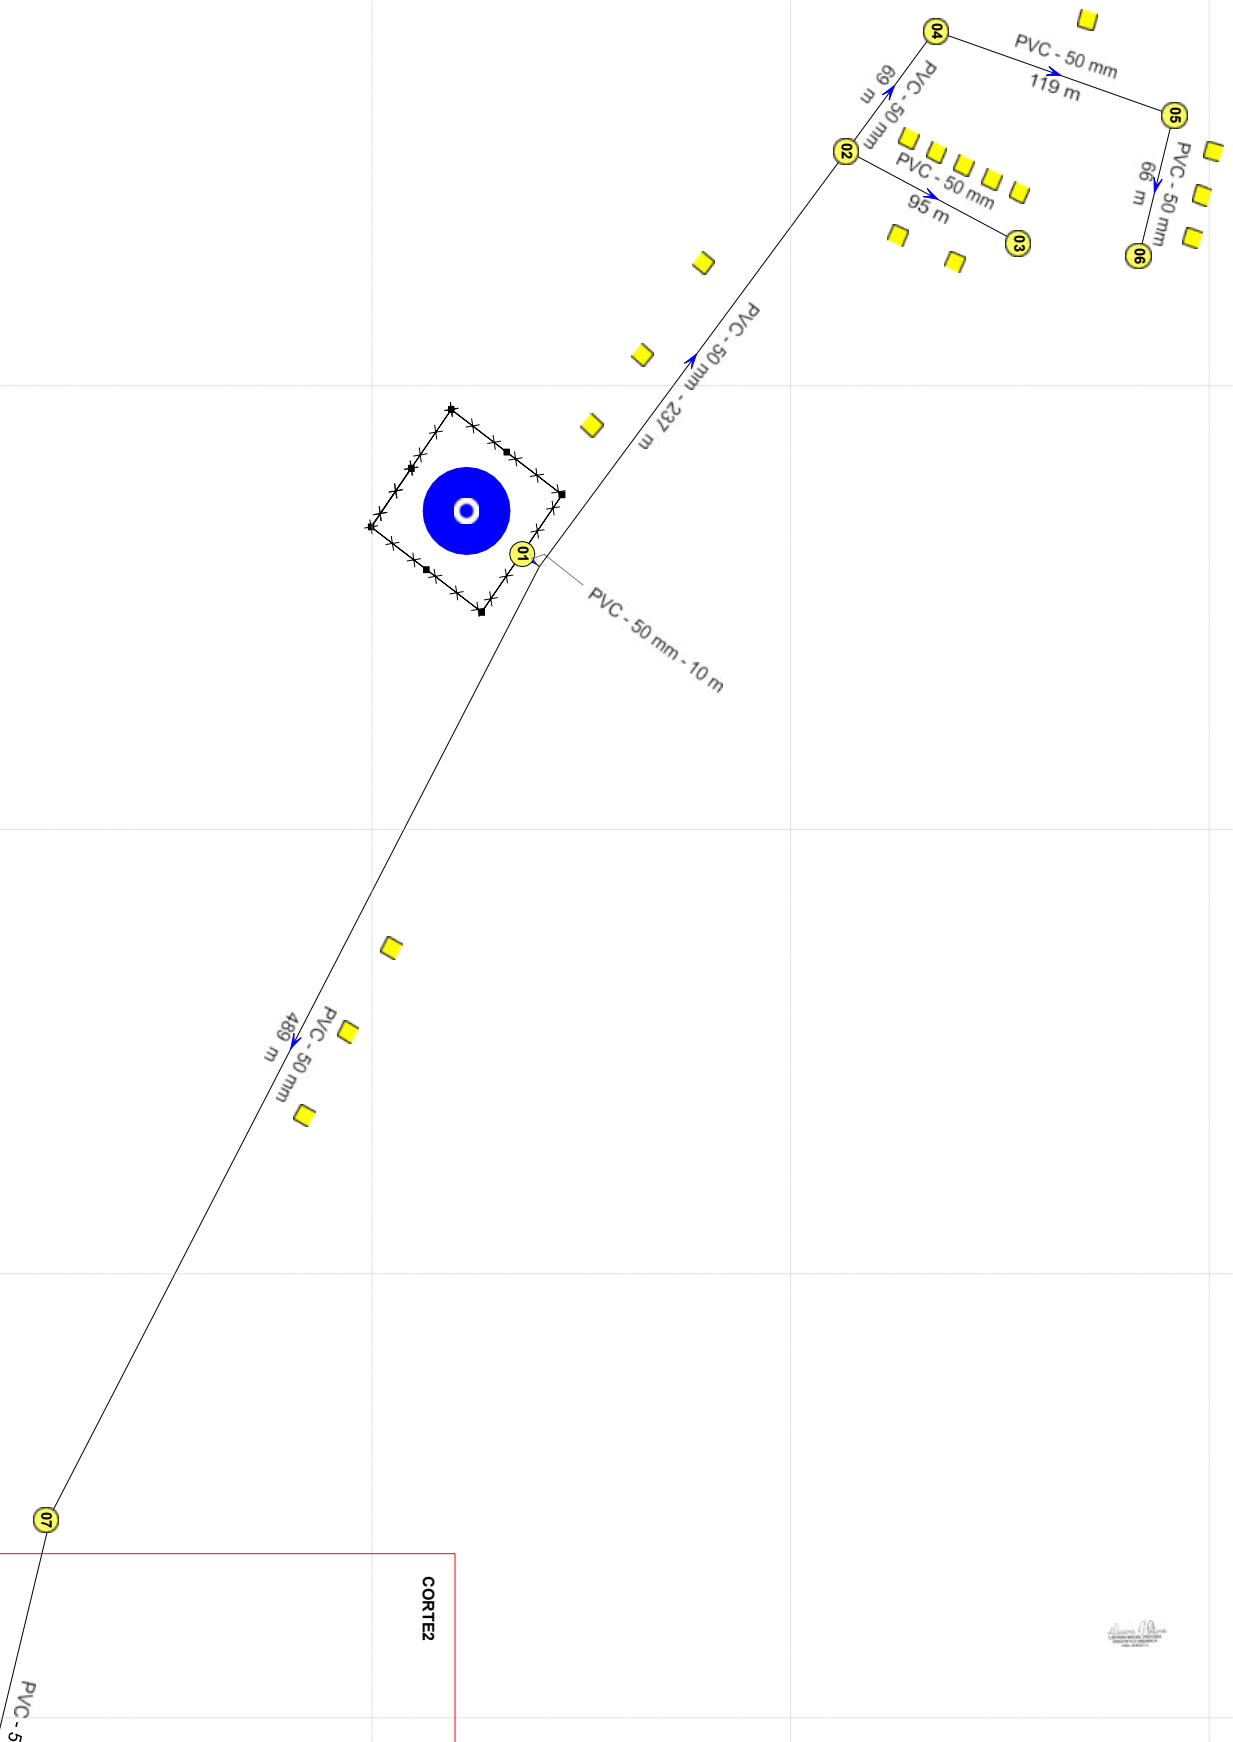 04
PVC - 50 mm
119 m
05
PVC - 50 mm
69 m
02
PVC - 50 mm
95 m
03
PVC - 50 mm
66 m
06
PVC - 50 mm - 237 m
01
PVC - 50 mm - 10 m
PVC - 50 mm
489 m
07
CORTE2
PVC - 5